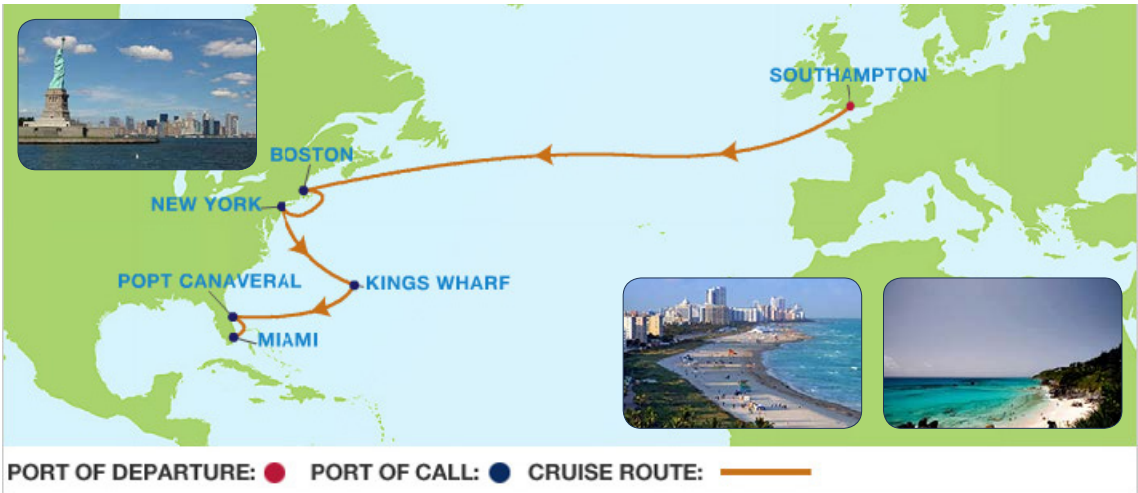 SOUTHAMPTON
BOSTON
NEW YORK
POPT CANAVERAL
KINGS WHARF
MIAMI
PORT OF DEPARTURE: PORT OF CALL: CRUISE ROUTE: